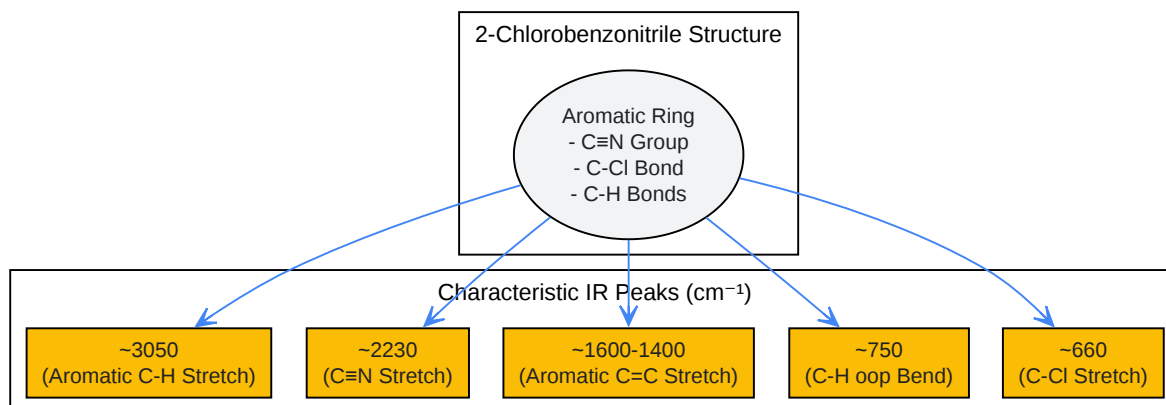 2-Chlorobenzonitrile Structure
Aromatic Ring
- C≡N Group
- C-Cl Bond
- C-H Bonds
Characteristic IR Peaks (cm⁻¹)
~3050
(Aromatic C-H Stretch)
~2230
(C≡N Stretch)
~1600-1400
(Aromatic C=C Stretch)
~750
(C-H oop Bend)
~660
(C-Cl Stretch)